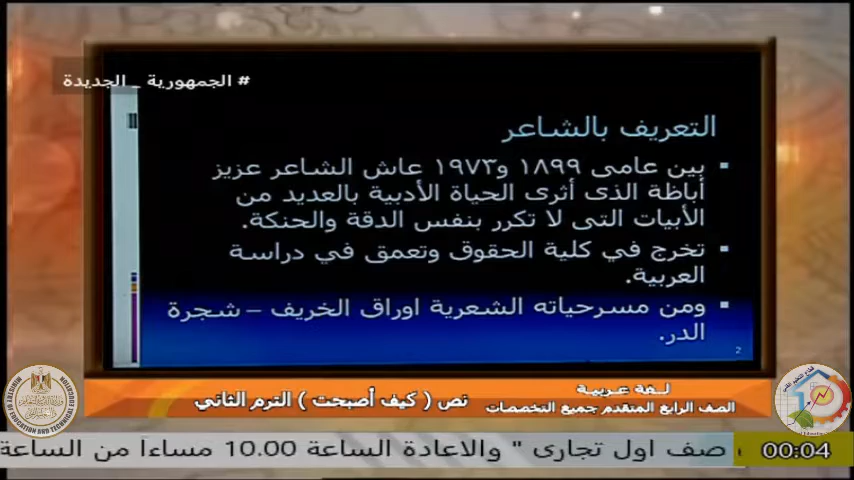 # الجمهورية _ الجديدة
التعريف بالشاعر
بين عامى ١٨٩٩ و١٩٧٣ عاش الشاعر عزيز
أباظة الذى أثرى الحياة الأدبية بالعديد من
الأبيات التى لا تكرر بنفس الدقة والحنكة.
تخرج في كلية الحقوق وتعمق في دراسة
العربية.
ومن مسرحياته الشعرية اوراق الخريف – شجرة
الدر.
2
لغة عربية
الصف الرابع المتقدم جميع التخصصات
نص ( كيف أصبحت ) الترم الثاني
صف اول تجارى " والاعادة الساعة 10.00 مساءا من الساعة
00:04